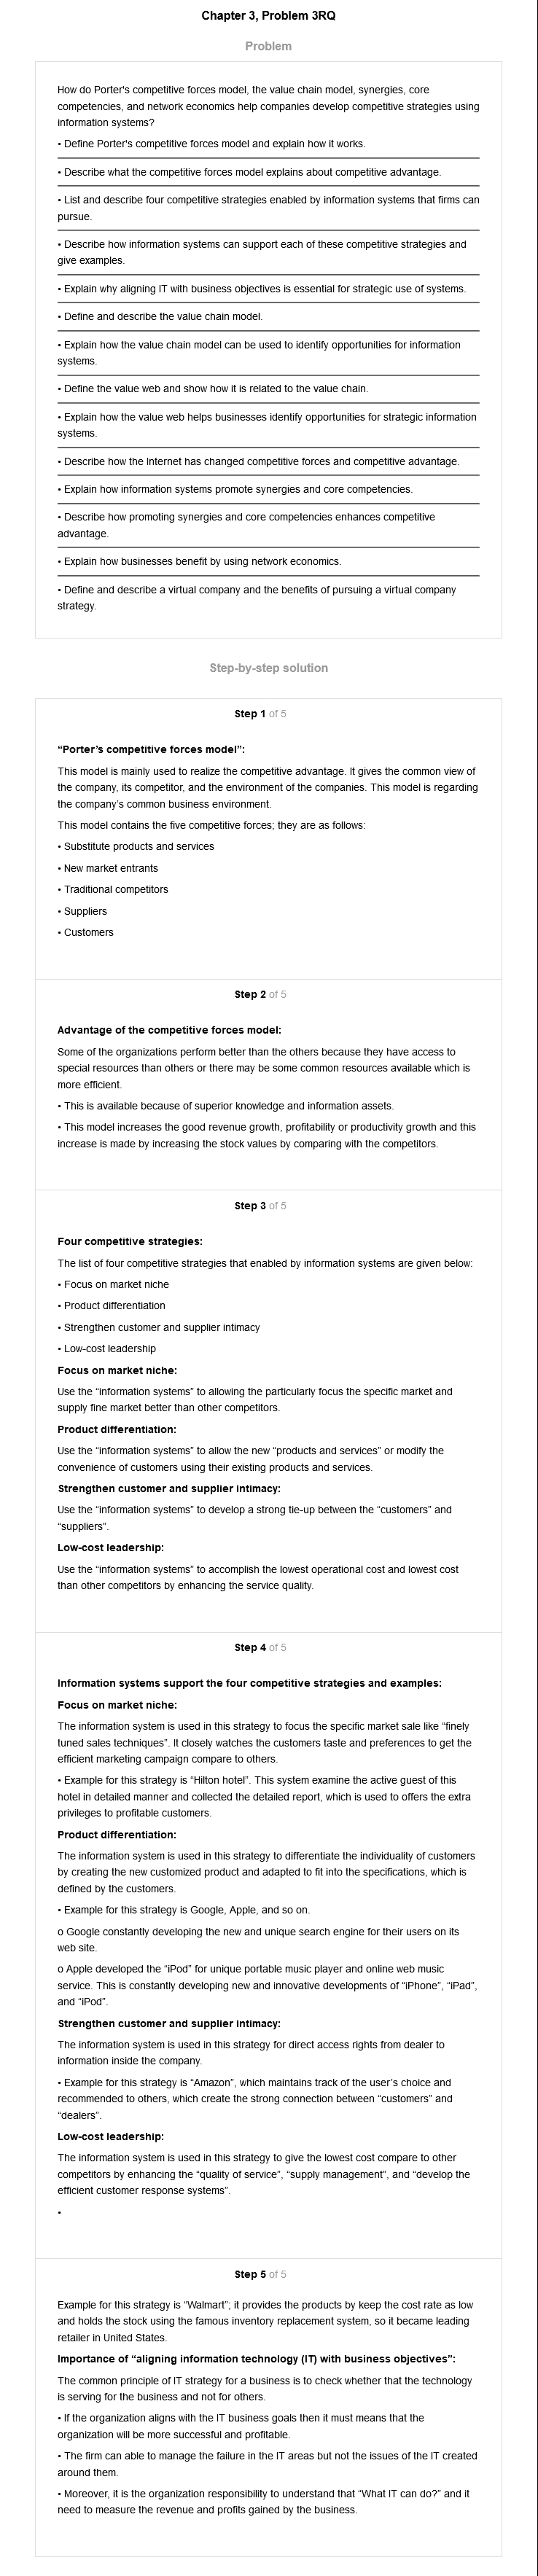 Chapter 3, Problem 3RQ
Problem
How do Porter's competitive forces model, the value chain model, synergies, core
competencies, and network economics help companies develop competitive strategies using
information systems?
• Define Porter's competitive forces model and explain how it works.
• Describe what the competitive forces model explains about competitive advantage.
• List and describe four competitive strategies enabled by information systems that firms can
pursue.
• Describe how information systems can support each of these competitive strategies and
give examples.
• Explain why aligning IT with business objectives is essential for strategic use of systems.
• Define and describe the value chain model.
• Explain how the value chain model can be used to identify opportunities for information
systems.
• Define the value web and show how it is related to the value chain.
• Explain how the value web helps businesses identify opportunities for strategic information
systems.
• Describe how the Internet has changed competitive forces and competitive advantage.
• Explain how information systems promote synergies and core competencies.
• Describe how promoting synergies and core competencies enhances competitive
advantage.
• Explain how businesses benefit by using network economics.
• Define and describe a virtual company and the benefits of pursuing a virtual company
strategy.
Step-by-step solution
Step 1 of 5
“Porter’s competitive forces model”:
This model is mainly used to realize the competitive advantage. It gives the common view of
the company, its competitor, and the environment of the companies. This model is regarding
the company’s common business environment.
This model contains the five competitive forces; they are as follows:
• Substitute products and services
• New market entrants
• Traditional competitors
• Suppliers
• Customers
Step 2 of 5
Advantage of the competitive forces model:
Some of the organizations perform better than the others because they have access to
special resources than others or there may be some common resources available which is
more efficient.
• This is available because of superior knowledge and information assets.
• This model increases the good revenue growth, profitability or productivity growth and this
increase is made by increasing the stock values by comparing with the competitors.
Step 3 of 5
Four competitive strategies:
The list of four competitive strategies that enabled by information systems are given below:
• Focus on market niche
• Product differentiation
• Strengthen customer and supplier intimacy
• Low-cost leadership
Focus on market niche:
Use the “information systems” to allowing the particularly focus the specific market and
supply fine market better than other competitors.
Product differentiation:
Use the “information systems” to allow the new “products and services” or modify the
convenience of customers using their existing products and services.
Strengthen customer and supplier intimacy:
Use the “information systems” to develop a strong tie-up between the “customers” and
“suppliers”.
Low-cost leadership:
Use the “information systems” to accomplish the lowest operational cost and lowest cost
than other competitors by enhancing the service quality.
Step 4 of 5
Information systems support the four competitive strategies and examples:
Focus on market niche:
The information system is used in this strategy to focus the specific market sale like “finely
tuned sales techniques”. It closely watches the customers taste and preferences to get the
efficient marketing campaign compare to others.
• Example for this strategy is “Hilton hotel”. This system examine the active guest of this
hotel in detailed manner and collected the detailed report, which is used to offers the extra
privileges to profitable customers.
Product differentiation:
The information system is used in this strategy to differentiate the individuality of customers
by creating the new customized product and adapted to fit into the specifications, which is
defined by the customers.
• Example for this strategy is Google, Apple, and so on.
o Google constantly developing the new and unique search engine for their users on its
web site.
o Apple developed the “iPod” for unique portable music player and online web music
service. This is constantly developing new and innovative developments of “iPhone”, “iPad”,
and “iPod”.
Strengthen customer and supplier intimacy:
The information system is used in this strategy for direct access rights from dealer to
information inside the company.
• Example for this strategy is “Amazon”, which maintains track of the user’s choice and
recommended to others, which create the strong connection between “customers” and
“dealers”.
Low-cost leadership:
The information system is used in this strategy to give the lowest cost compare to other
competitors by enhancing the “quality of service”, “supply management”, and “develop the
efficient customer response systems”.
•
Step 5 of 5
Example for this strategy is “Walmart”; it provides the products by keep the cost rate as low
and holds the stock using the famous inventory replacement system, so it became leading
retailer in United States.
Importance of “aligning information technology (IT) with business objectives”:
The common principle of IT strategy for a business is to check whether that the technology
is serving for the business and not for others.
• If the organization aligns with the IT business goals then it must means that the
organization will be more successful and profitable.
• The firm can able to manage the failure in the IT areas but not the issues of the IT created
around them.
• Moreover, it is the organization responsibility to understand that “What IT can do?” and it
need to measure the revenue and profits gained by the business.